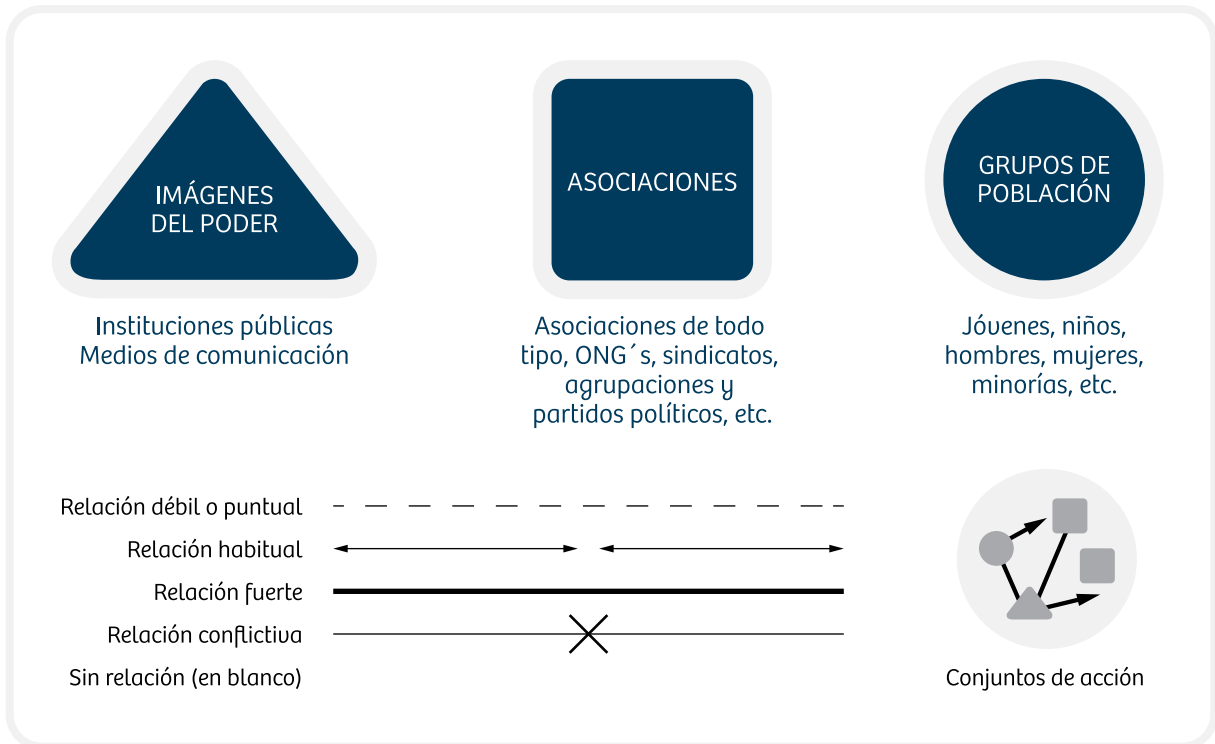 IMÁGENES
DEL PODER
ASOCIACIONES
GRUPOS DE
POBLACIÓN
Instituciones públicas
Medios de comunicación
Asociaciones de todo
tipo, ONG´s, sindicatos,
agrupaciones y
partidos políticos, etc.
Jóvenes, niños,
hombres, mujeres,
minorías, etc.
Relación débil o puntual
Relación habitual
Relación fuerte
Relación conflictiva
Sin relación (en blanco)
Conjuntos de acción